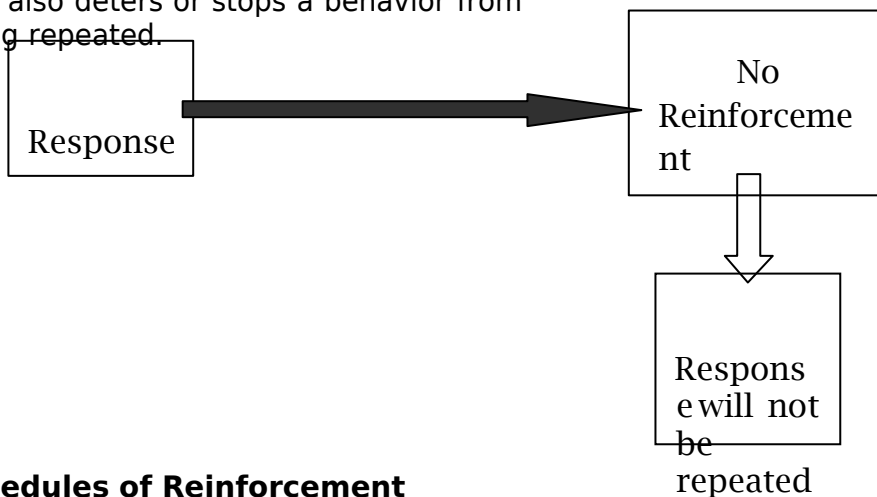 also deters or stops a behavior from
g repeated.
Response
No
Reinforceme
nt
Respons
e will not
be
repeated
edules of Reinforcement